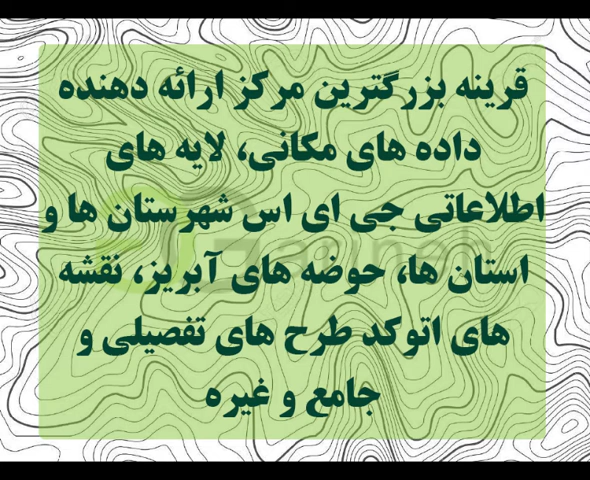 قرینه بزرگترین مرکز ارائه دهنده
داده های مکانی، لایه های
اطلاعاتی جی ای اس شهرستان ها و
استان ها، حوضه های آبریز، نقشه
های اتوکد طرح های تفصیلی و
جامع و غیره